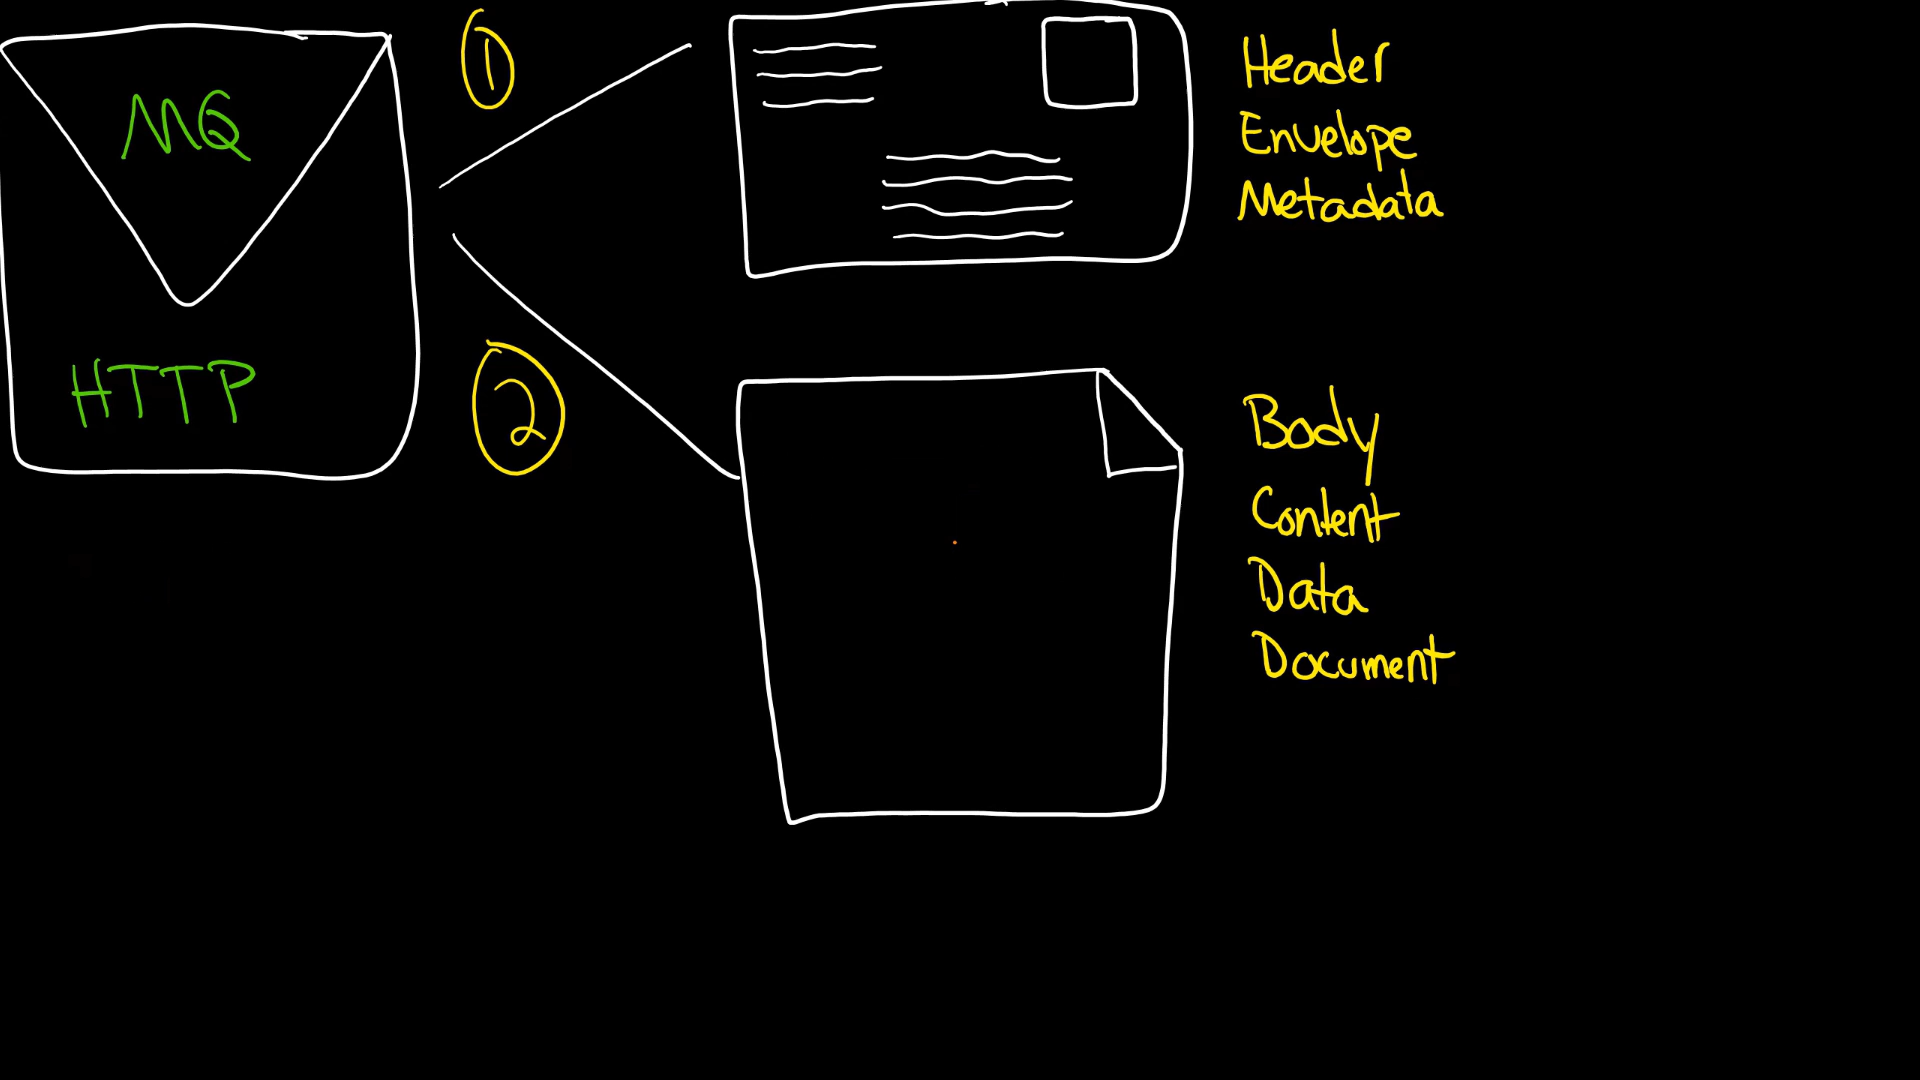 MQ
HTTP
1
2
Header
Envelope
Metadata
Body
Content
Data
Document